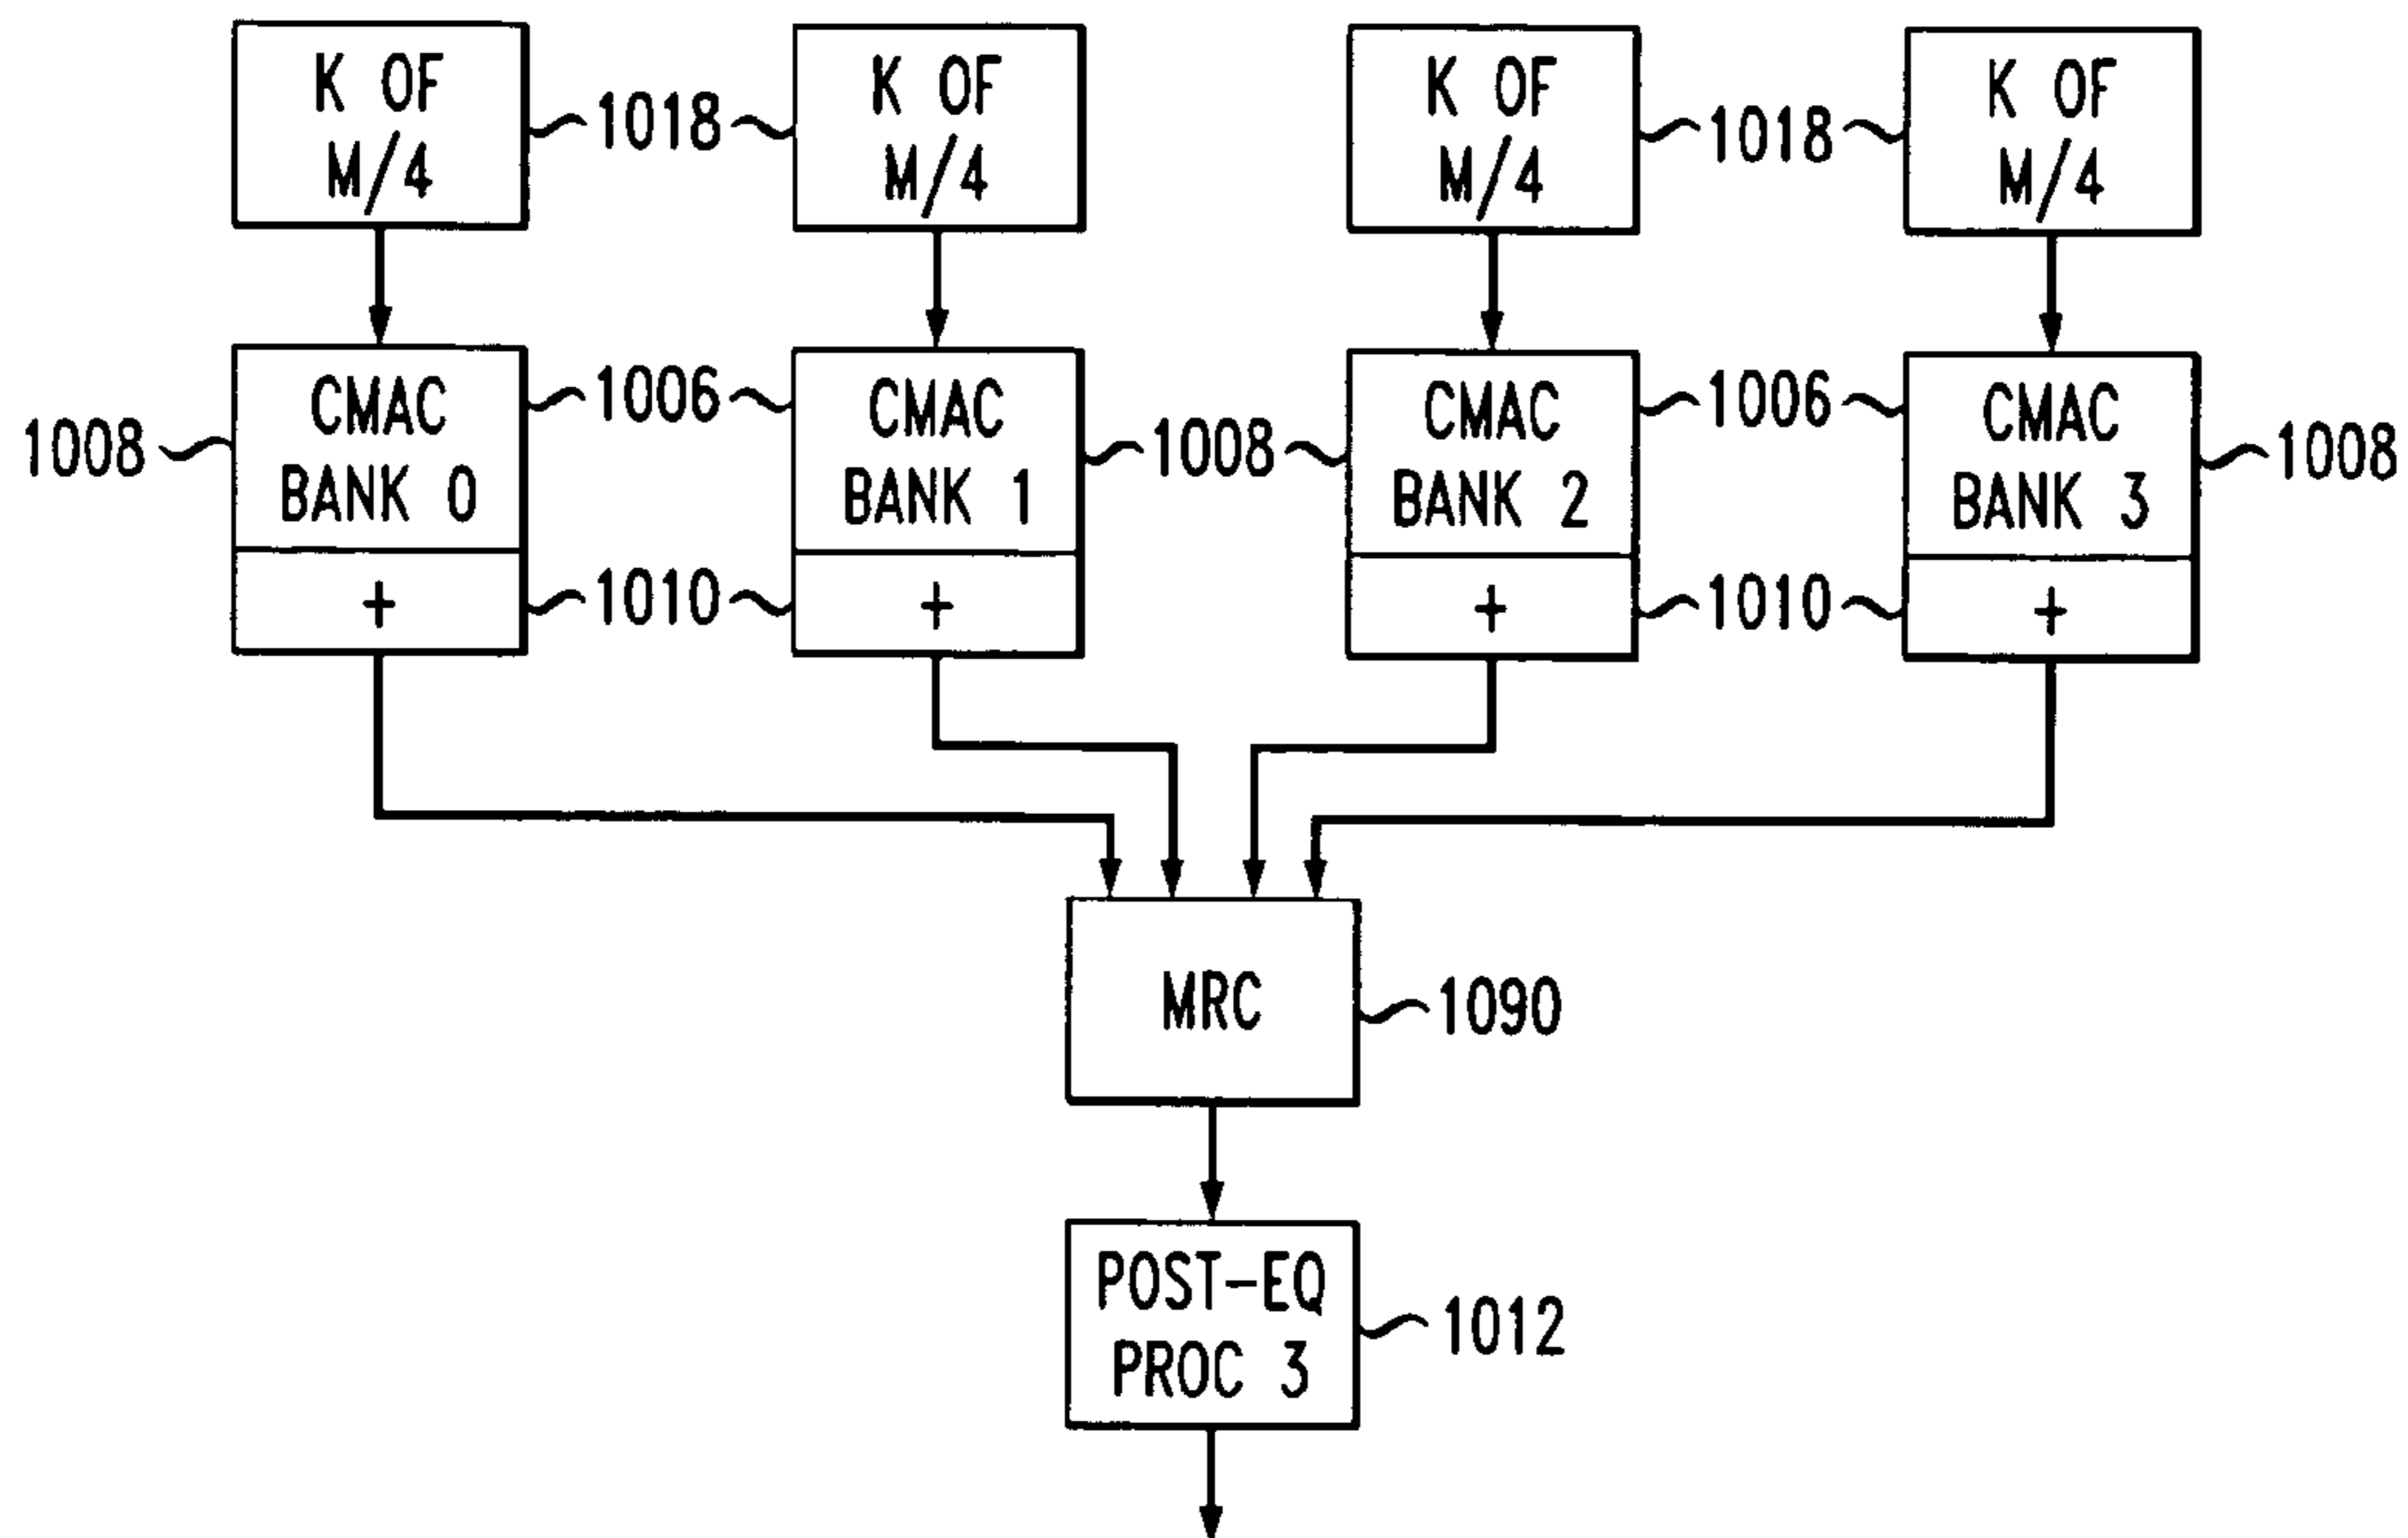 K OF
M/4
1018
K OF
M/4
K OF
M/4
1018
K OF
M/4
1008
CMAC
BANK 0
+
1006
1010
CMAC
BANK 1
+
1008
CMAC
BANK 2
+
1006
1010
CMAC
BANK 3
+
1008
MRC
1090
POST-EQ
PROC 3
1012